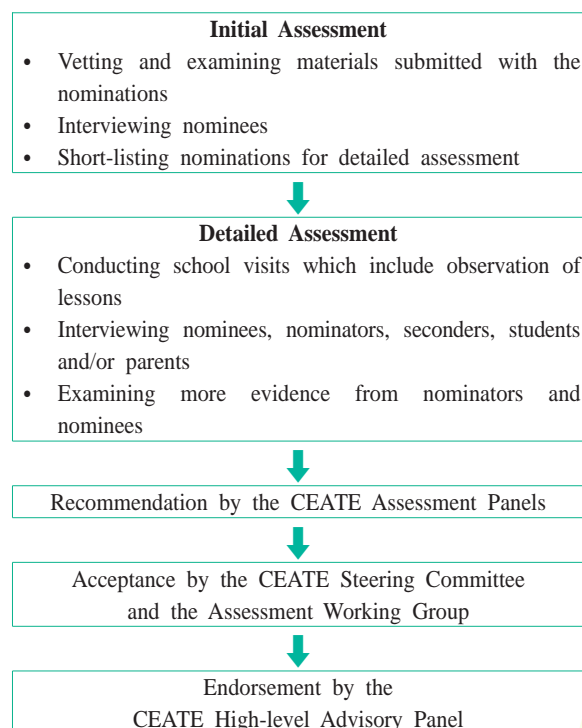 Initial Assessment
• Vetting and examining materials submitted with the
nominations
• Interviewing nominees
• Short-listing nominations for detailed assessment
Detailed Assessment
• Conducting school visits which include observation of
lessons
• Interviewing nominees, nominators, seconders, students
and/or parents
• Examining more evidence from nominators and
nominees
Recommendation by the CEATE Assessment Panels
Acceptance by the CEATE Steering Committee
and the Assessment Working Group
Endorsement by the
CEATE High-level Advisory Panel